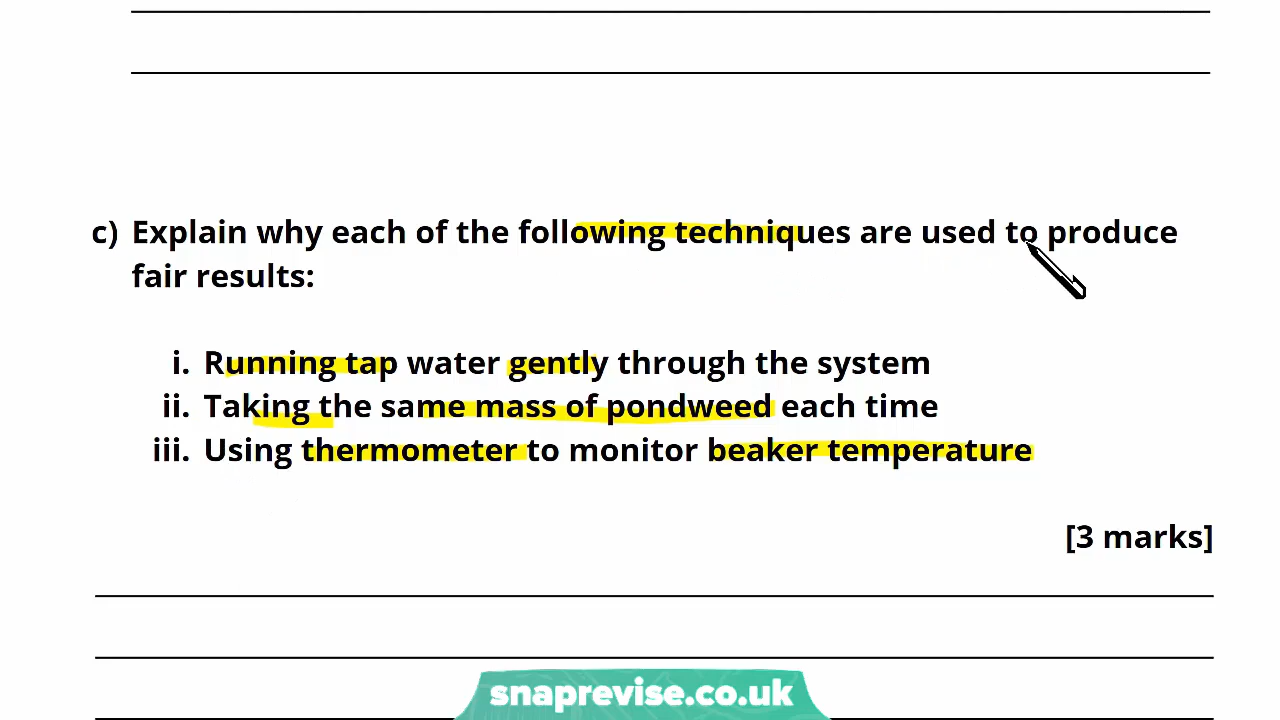 c) Explain why each of the following techniques are used to produce
fair results:
i. Running tap water gently through the system
ii. Taking the same mass of pondweed each time
iii. Using thermometer to monitor beaker temperature
[3 marks]
snaprevise.co.uk